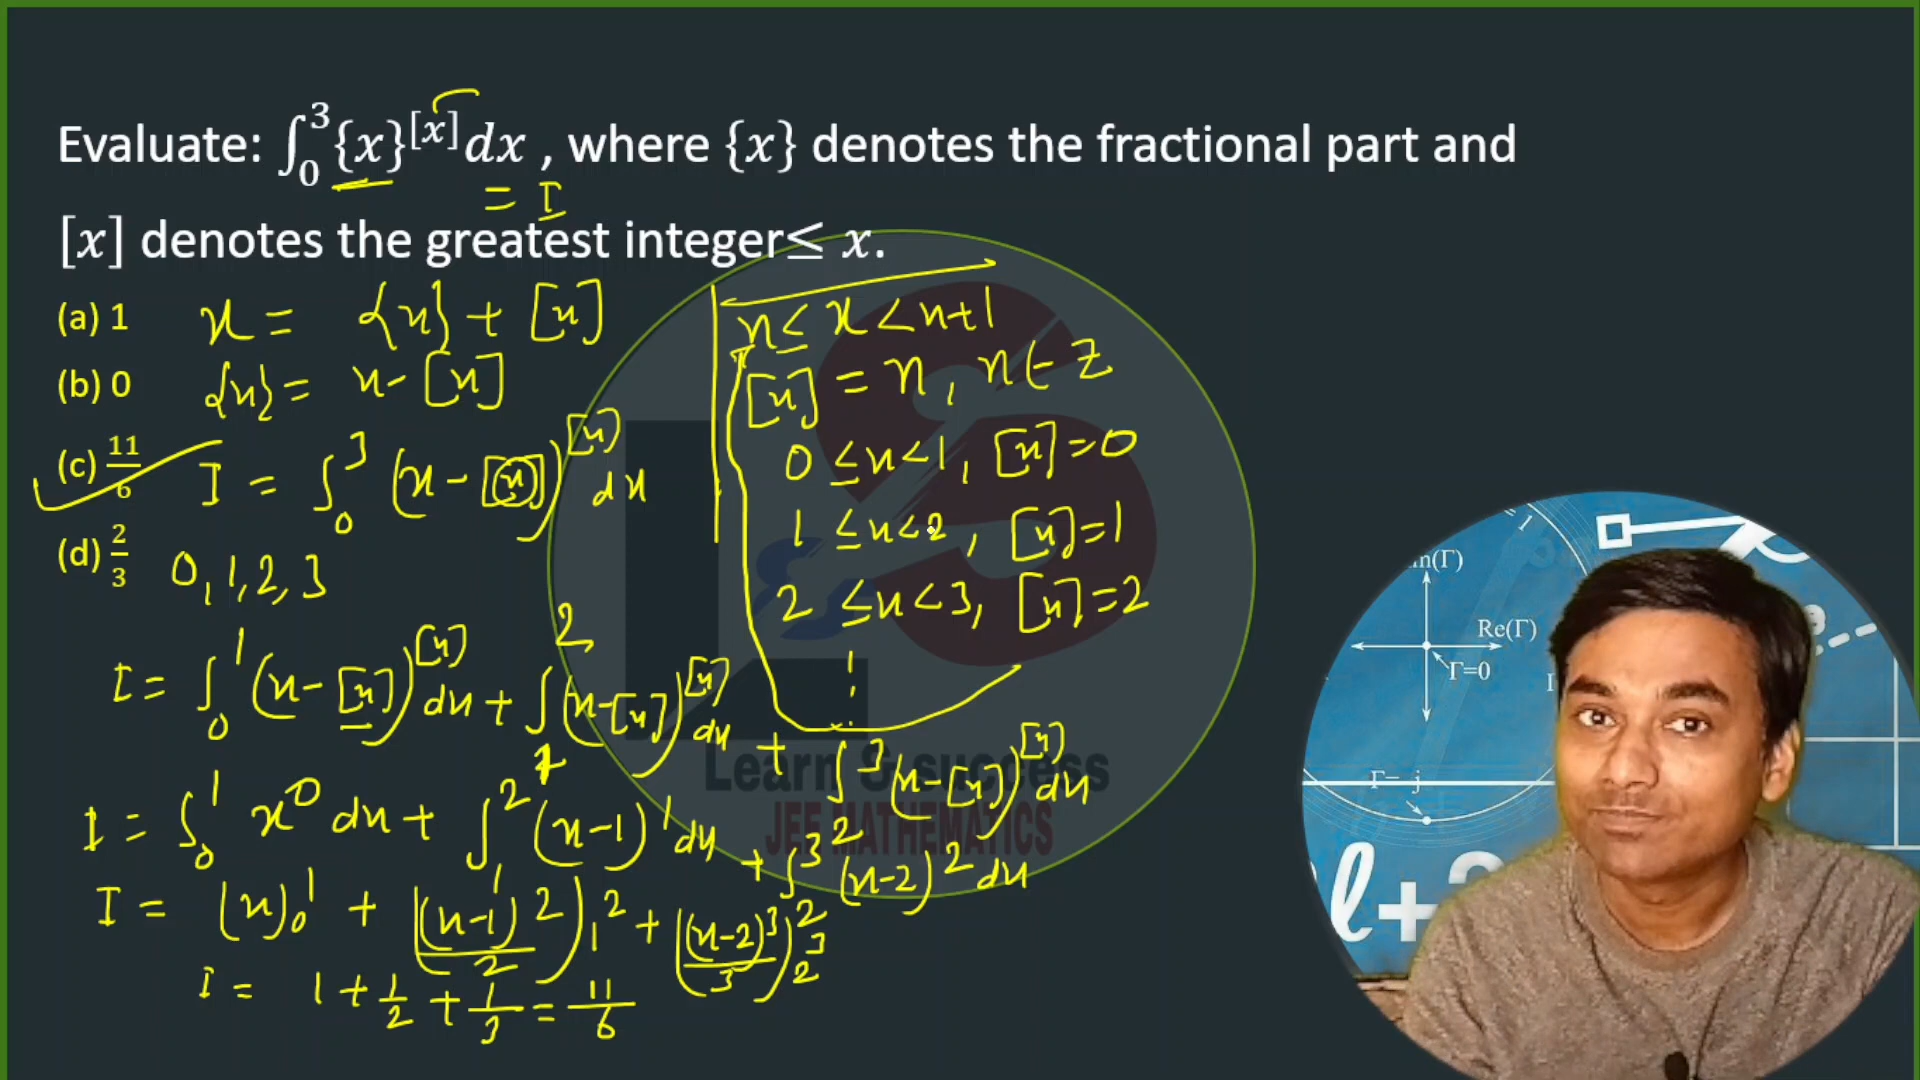 Evaluate: ∫₀³{x}^[x]dx , where {x} denotes the fractional part and
= I
[x] denotes the greatest integer≤ x.
(a) 1
(b) 0
(c) 11/6
(d) 2/3
x = {x} + [x]
{x} = x - [x]
I = ∫₀³ (x - [x])^[x] dx
0, 1, 2, 3
n ≤ x < n+1
[x] = n, n ∈ Z
0 ≤ x < 1, [x] = 0
1 ≤ x < 2, [x] = 1
2 ≤ x < 3, [x] = 2
I = ∫₀¹ (x - [x])^[x] dx + ∫₁² (x - [x])^[x] dx + ∫₂³ (x - [x])^[x] dx
I = ∫₀¹ x⁰ dx + ∫₁² (x-1)¹ dx + ∫₂³ (x-2)² dx
I = (x)₀¹ + ((x-1)²/2)₁² + ((x-2)³/3)₂³
I = 1 + 1/2 + 1/3 = 11/6
Learn & success
JEE MATHEMATICS
Re(Γ)
Γ=0